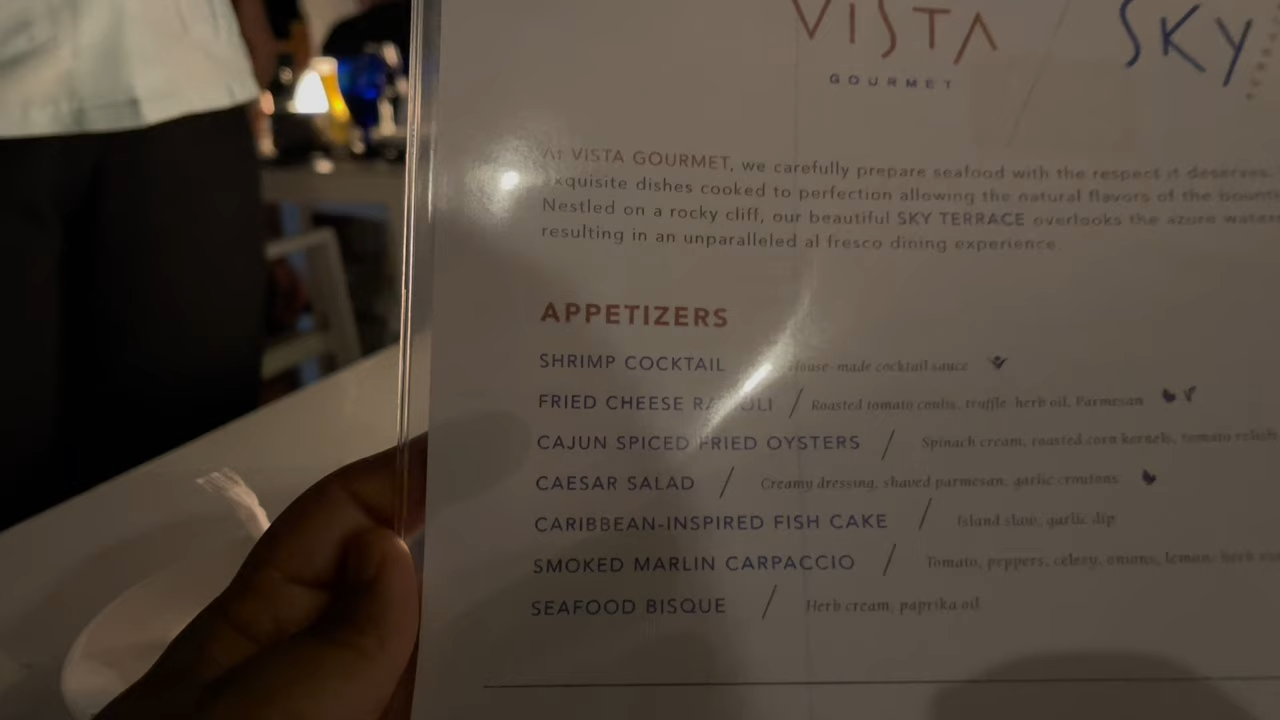 VISTA SKY
GOURMET
At VISTA GOURMET, we carefully prepare seafood with the respect it deserves.
exquisite dishes cooked to perfection allowing the natural flavors of the
Nestled on a rocky cliff, our beautiful SKY TERRACE overlooks the azure
resulting in an unparalleled al fresco dining experience.
APPETIZERS
SHRIMP COCKTAIL House-made cocktail sauce
FRIED CHEESE / Roasted tomato coulis, truffle herb oil, Parmesan
CAJUN SPICED FRIED OYSTERS / Spinach cream, roasted corn kernels, tomato relish
CAESAR SALAD / Creamy dressing, shaved parmesan, garlic croutons
CARIBBEAN-INSPIRED FISH CAKE / Island slaw, garlic dip
SMOKED MARLIN CARPACCIO / Tomato, peppers, celery, onions, lemon-herb
SEAFOOD BISQUE / Herb cream, paprika oil